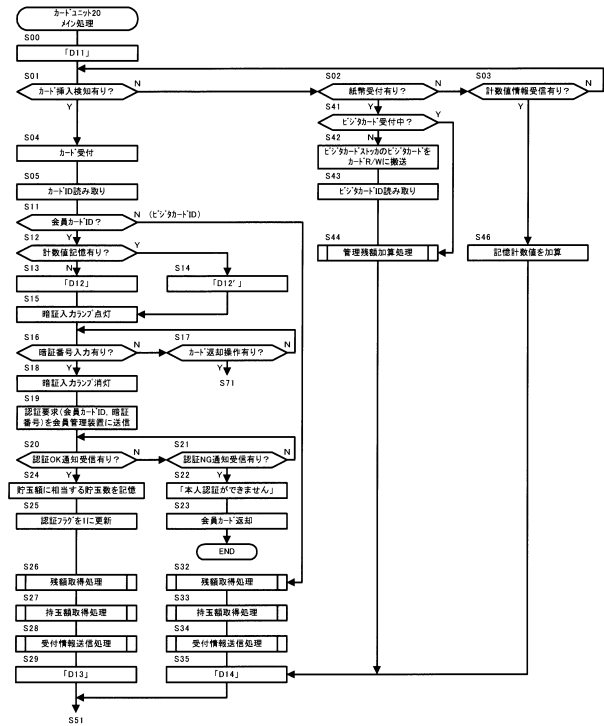 カードユニット20
メイン処理
S00
「D11」
S01
カード挿入検知有り？
N
Y
S02
紙幣受付有り？
N
Y
S03
計数値情報受信有り？
N
Y
S41
ビジタカード受付中？
Y
N
S42
ビジタカードストッカのビジタカードを
カードR/Wに搬送
S43
ビジタカードID読み取り
S44
管理残額加算処理
S46
記憶計数値を加算
S04
カード受付
S05
カードID読み取り
S11
会員カードID？
N (ビジタカードID)
Y
S12
計数値記憶有り？
Y
N
S13
「D12」
S14
「D12'」
S15
暗証入力ランプ点灯
S16
暗証番号入力有り？
N
Y
S17
カード返却操作有り？
N
Y
S71
S18
暗証入力ランプ消灯
S19
認証要求(会員カードID、暗証
番号)を会員管理装置に送信
S20
認証OK通知受信有り？
N
Y
S21
認証NG通知受信有り？
N
Y
S24
貯玉額に相当する貯玉数を記憶
S22
「本人認証ができません」
S25
認証フラグを1に更新
S23
会員カード返却
END
S26
残額取得処理
S32
残額取得処理
S27
持玉額取得処理
S33
持玉額取得処理
S28
受付情報送信処理
S34
受付情報送信処理
S29
「D13」
S35
「D14」
S51